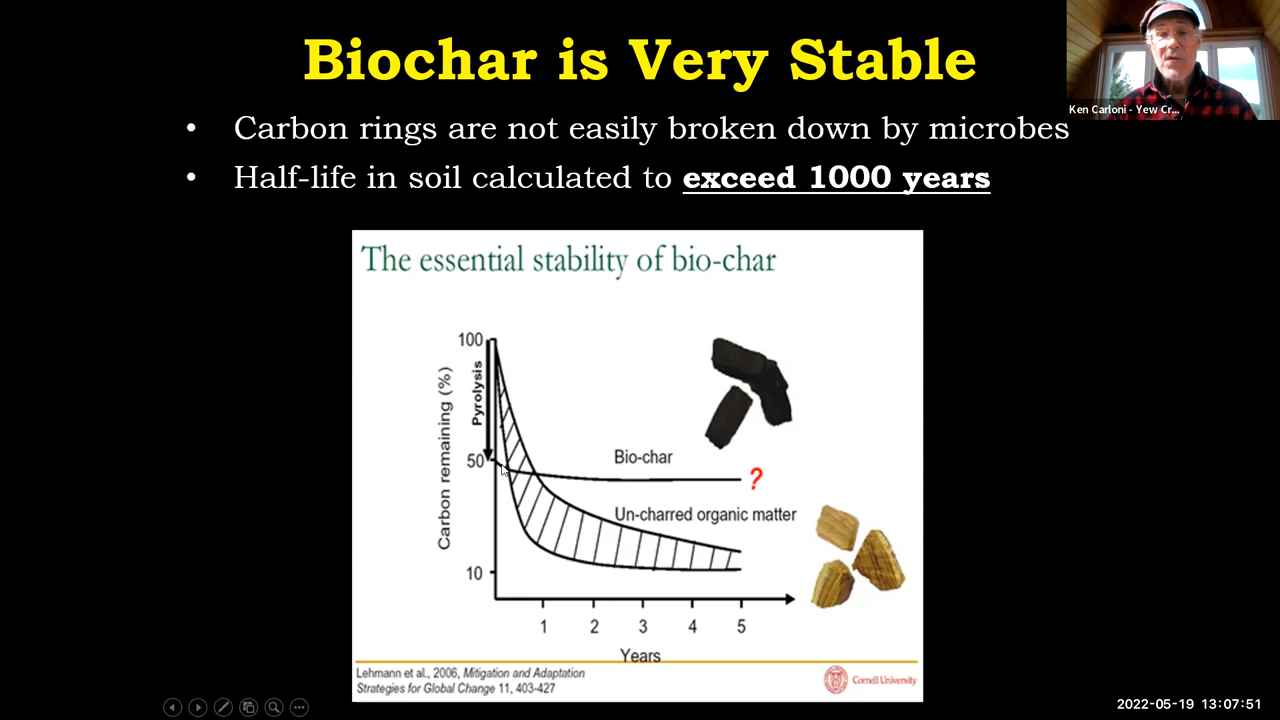 Biochar is Very Stable
Ken Carloni - Yew Cr...
• Carbon rings are not easily broken down by microbes
• Half-life in soil calculated to exceed 1000 years
The essential stability of bio-char
100
Pyrolysis
Carbon remaining (%)
50
Bio-char
?
Un-charred organic matter
10
1 2 3 4 5
Years
Lehmann et al., 2006, Mitigation and Adaptation
Strategies for Global Change 11, 403-427
Cornell University
2022-05-19 13:07:51